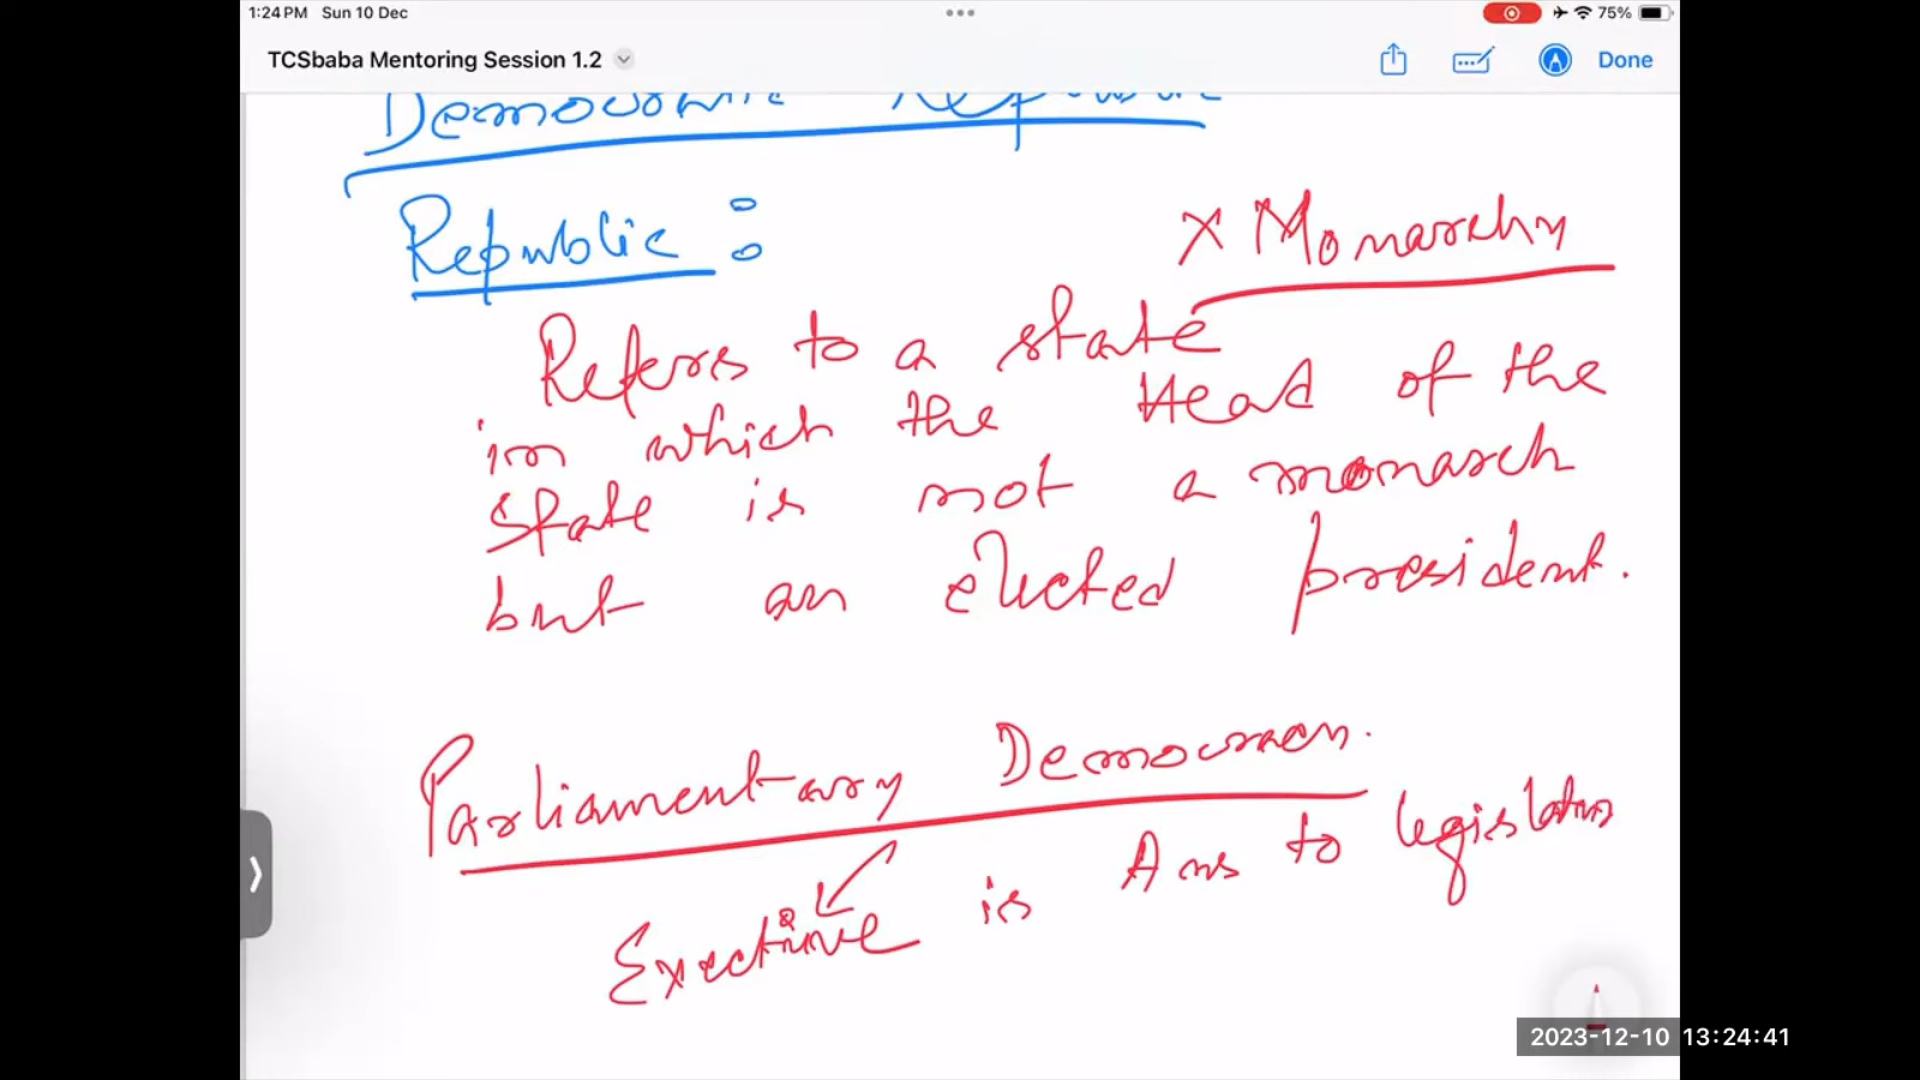 1:24 PM Sun 10 Dec
75%
TCSbaba Mentoring Session 1.2
Done
Democratic Republic
Republic :
X Monarchy
Refers to a state
in which the Head of the
state is not a monarch
but an elected president.
Parliamentary Democracy.
Executive is Ans to legislature
2023-12-10 13:24:41